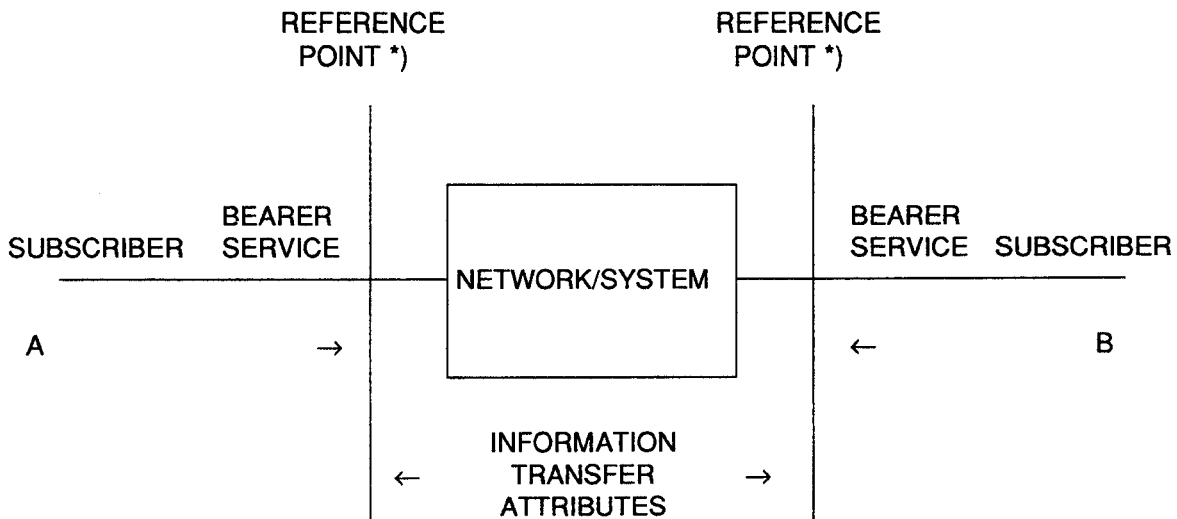 REFERENCE
POINT *)
REFERENCE
POINT *)
SUBSCRIBER
BEARER
SERVICE
NETWORK/SYSTEM
BEARER
SERVICE
SUBSCRIBER
A
→
←
B
←
INFORMATION
TRANSFER
ATTRIBUTES
→